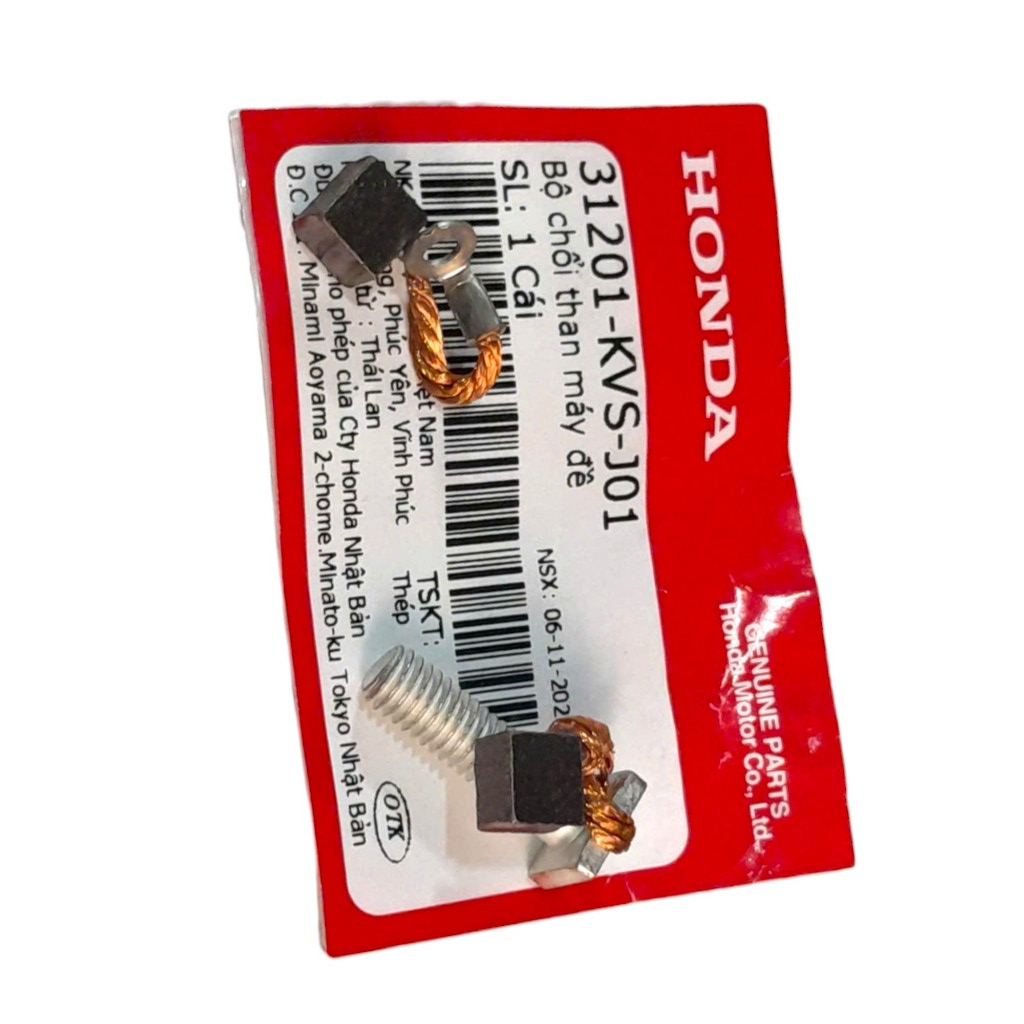 HONDA
GENUINE PARTS
Honda Motor Co., Ltd.
31201-KVS-J01
Bộ chổi than máy đề
NSX: 06-11-202
SL: 1 Cái
TSKT:
Thép
NK
Nam
Phúc Yên, Vĩnh Phúc
từ : Thái Lan
phép của Cty Honda Nhật Bản
Đ.C
MInami Aoyama 2-chome.MInato-ku Tokyo Nhật Bản
OTK